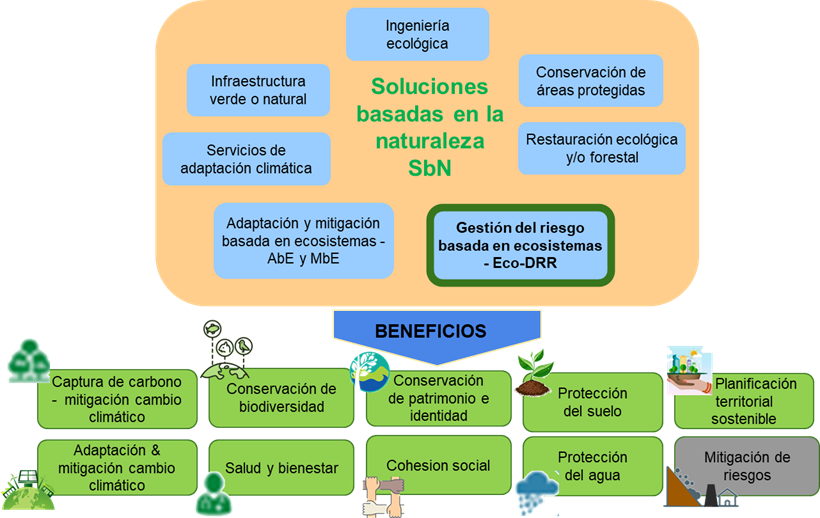 Ingeniería
ecológica
Soluciones
basadas en la
naturaleza
SbN
Infraestructura
verde o natural
Conservación de
áreas protegidas
Servicios de
adaptación climática
Restauración ecológica
y/o forestal
Adaptación y mitigación
basada en ecosistemas -
AbE y MbE
Gestión del riesgo
basada en ecosistemas
- Eco-DRR
BENEFICIOS
Captura de carbono
- mitigación cambio
climático
Conservación de
biodiversidad
Conservación
de patrimonio e
identidad
Protección
del suelo
Planificación
territorial
sostenible
Adaptación &
mitigación cambio
climático
Salud y bienestar
Cohesion social
Protección
del agua
Mitigación de
riesgos